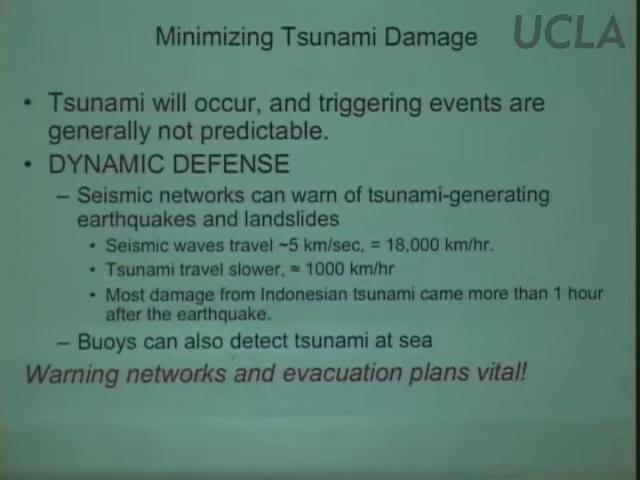 UCLA
Minimizing Tsunami Damage
• Tsunami will occur, and triggering events are
generally not predictable.
• DYNAMIC DEFENSE
– Seismic networks can warn of tsunami-generating
earthquakes and landslides
• Seismic waves travel ~5 km/sec, = 18,000 km/hr.
• Tsunami travel slower, ≈ 1000 km/hr
• Most damage from Indonesian tsunami came more than 1 hour
after the earthquake.
– Buoys can also detect tsunami at sea
Warning networks and evacuation plans vital!